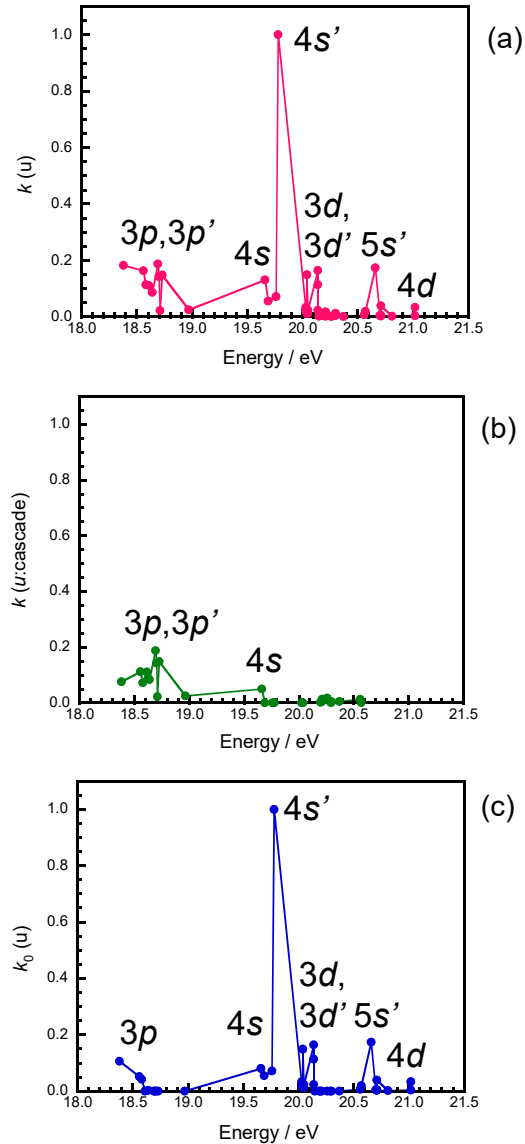 (a)
4s’
3d,
3p,3p’
3d’ 5s’
4s
4d
k (u)
1.0
0.8
0.6
0.4
0.2
0.0
18.0 18.5 19.0 19.5 20.0 20.5 21.0 21.5
Energy / eV
(b)
3p,3p’
4s
k (u:cascade)
1.0
0.8
0.6
0.4
0.2
0.0
18.0 18.5 19.0 19.5 20.0 20.5 21.0 21.5
Energy / eV
(c)
4s’
3d,
3d’ 5s’
3p
4s
4d
k0 (u)
1.0
0.8
0.6
0.4
0.2
0.0
18.0 18.5 19.0 19.5 20.0 20.5 21.0 21.5
Energy / eV